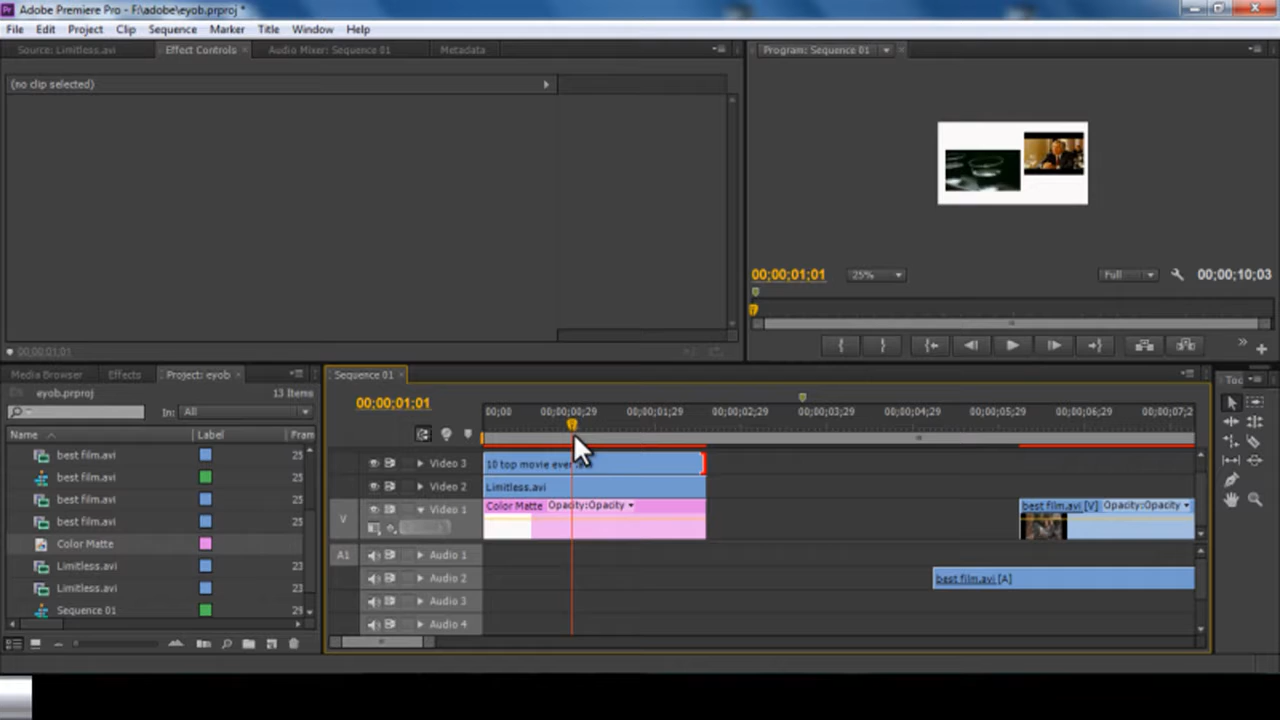 Adobe Premiere Pro - F:\adobe\eyob.prproj *
File Edit Project Clip Sequence Marker Title Window Help
Source: Limitless.avi Effect Controls Audio Mixer: Sequence 01 Metadata
(no clip selected)
00;00;01;01
Program: Sequence 01
00;00;01;01 25% Full 00;00;10;03
Media Browser Effects Project: eyob
eyob.prproj 13 Items
In: All
Name Label Fram
best film.avi 25
best film.avi
best film.avi 25
best film.avi 25
Color Matte
Limitless.avi 23
Limitless.avi 23
Sequence 01 29
Sequence 01
00;00;01;01
00;00 00;00;00;29 00;00;01;29 00;00;02;29 00;00;03;29 00;00;04;29 00;00;05;29 00;00;06;29 00;00;07;2
Video 3 10 top movie ever
Video 2 Limitless.avi
V Video 1 Color Matte Opacity:Opacity best film.avi [V] Opacity:Opacity
A1 Audio 1
Audio 2 best film.avi [A]
Audio 3
Audio 4
Too